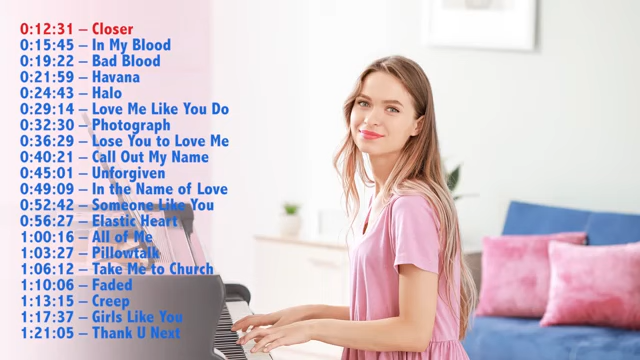 0:12:31 – Closer
0:15:45 – In My Blood
0:19:22 – Bad Blood
0:21:59 – Havana
0:24:43 – Halo
0:29:14 – Love Me Like You Do
0:32:30 – Photograph
0:36:29 – Lose You to Love Me
0:40:21 – Call Out My Name
0:45:01 – Unforgiven
0:49:09 – In the Name of Love
0:52:42 – Someone Like You
0:56:27 – Elastic Heart
1:00:16 – All of Me
1:03:27 – Pillowtalk
1:06:12 – Take Me to Church
1:10:06 – Faded
1:13:15 – Creep
1:17:37 – Girls Like You
1:21:05 – Thank U Next